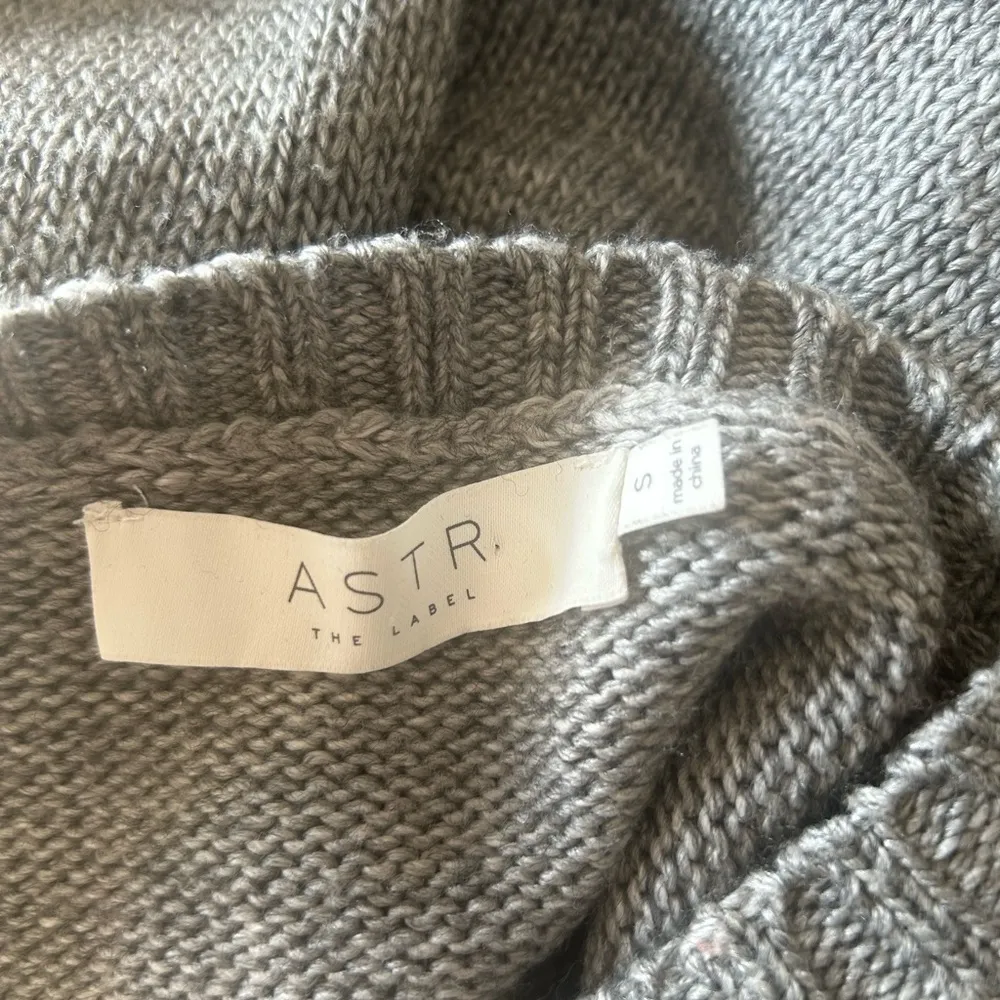 ASTR.
THE LABEL
S
made in
china